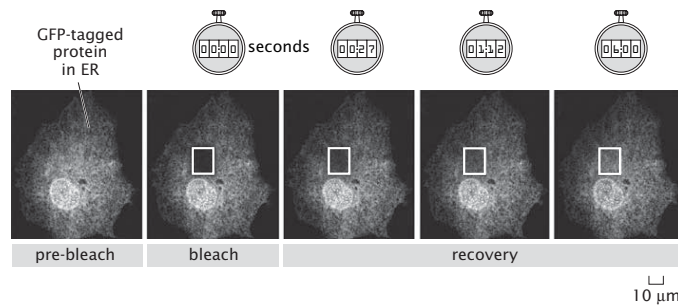 GFP-tagged
protein
in ER
00:00 seconds
00:27
01:12
06:00
pre-bleach
bleach
recovery
10 µm